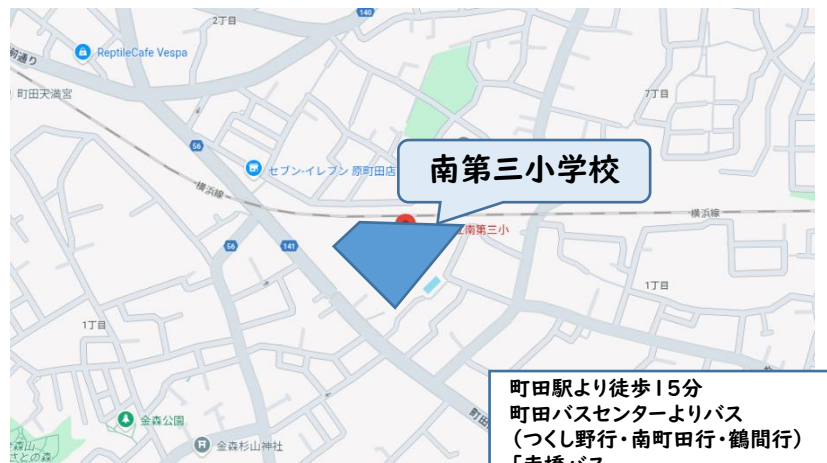 2丁目
140
ReptileCafe Vespa
町田天満宮
7丁目
56
セブン-イレブン 原町田店
南第三小学校
横浜線
南第三小
横浜線
56
141
1丁目
1丁目
金森公園
金森杉山神社
町田駅より徒歩15分
町田バスセンターよりバス
(つくし野行・南町田行・鶴間行)